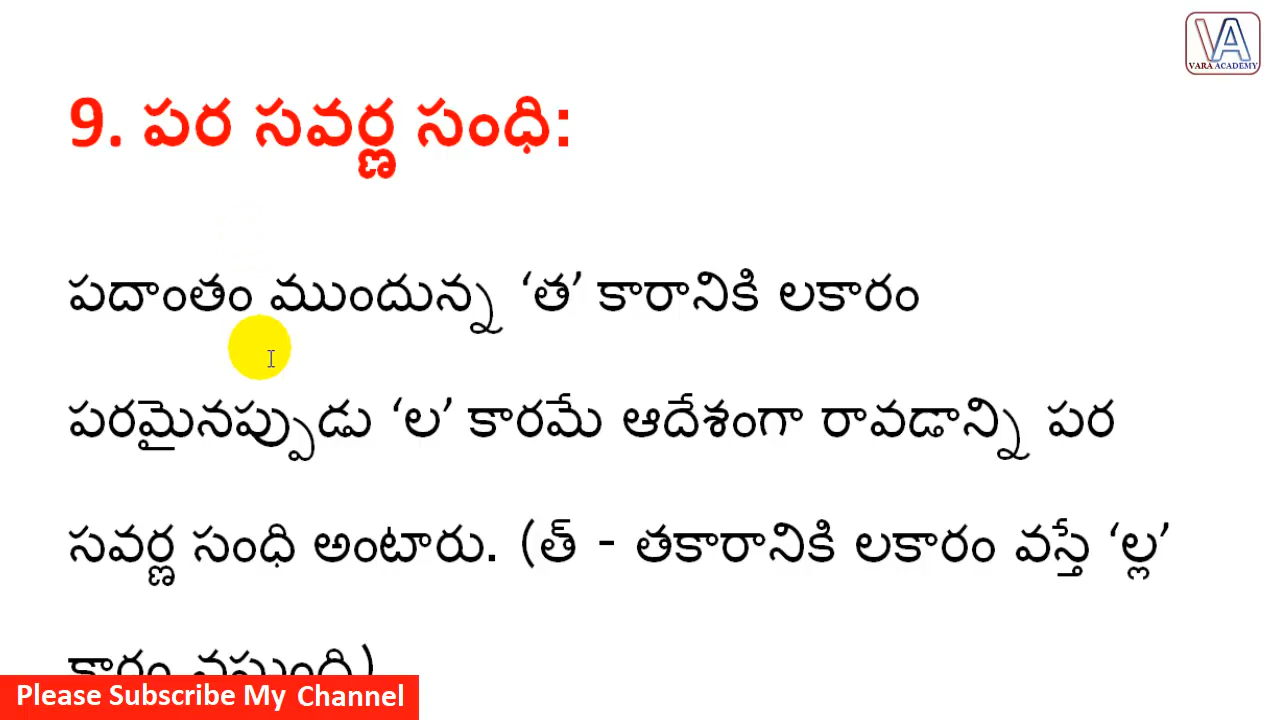 VARA ACADEMY
9. పర సవర్ణ సంధి:
పదాంతం ముందున్న ‘త’ కారానికి లకారం
పరమైనప్పుడు ‘ల’ కారమే ఆదేశంగా రావడాన్ని పర
సవర్ణ సంధి అంటారు. (త్ - తకారానికి లకారం వస్తే ‘ల్ల’
కారం వస్తుంది)
Please Subscribe My Channel